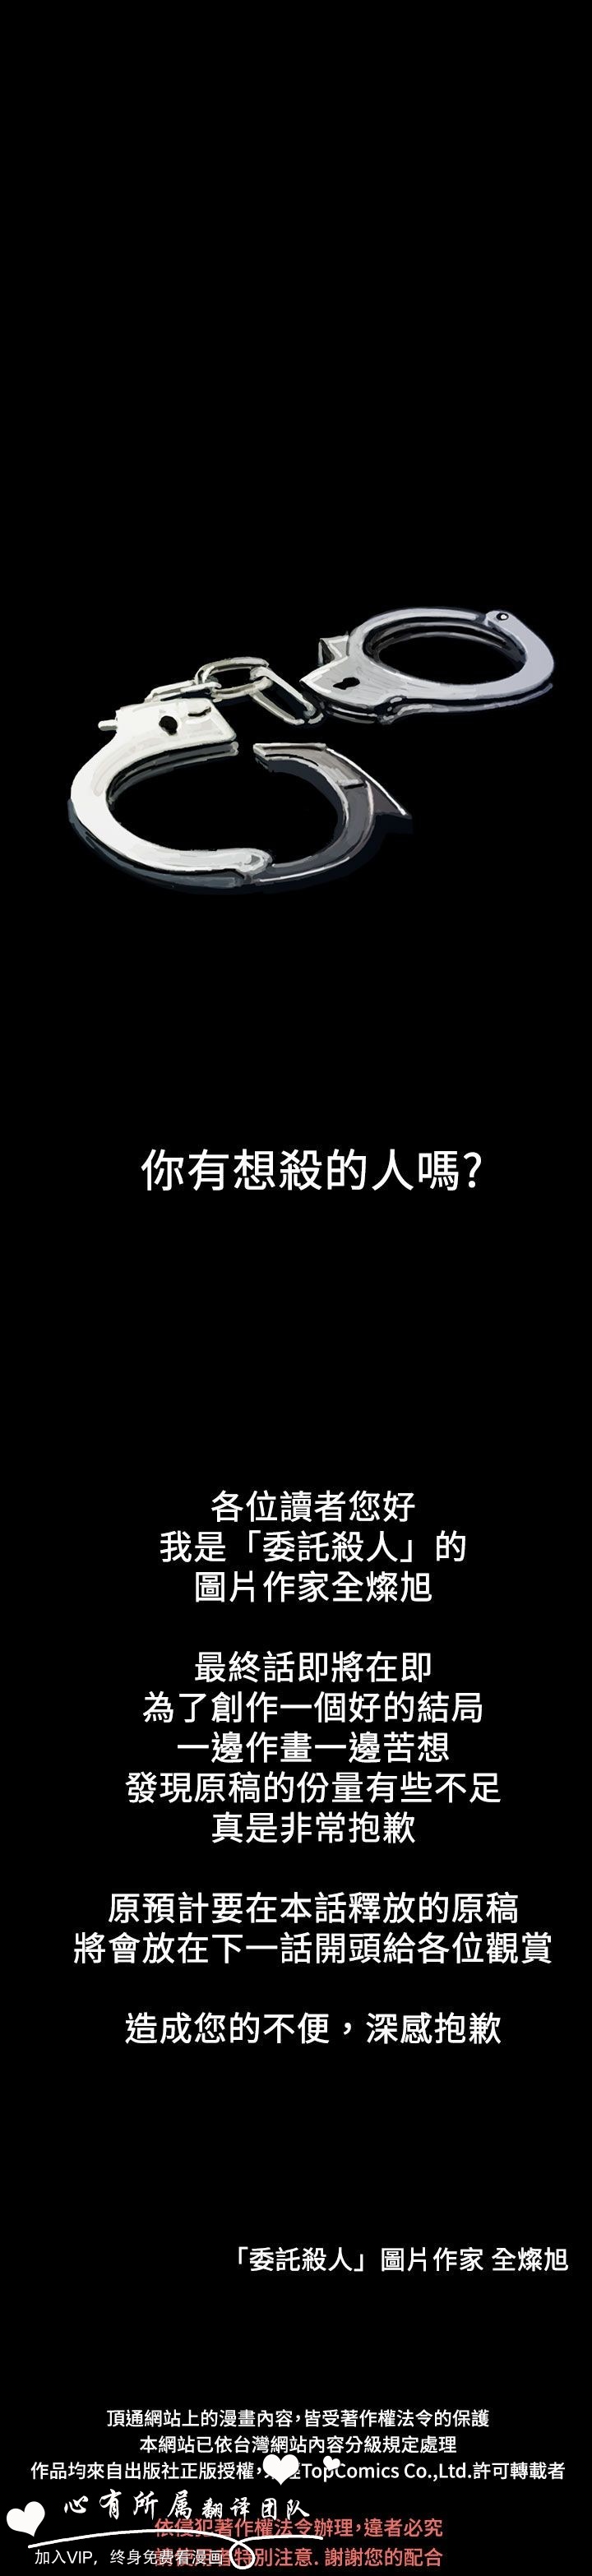 你有想殺的人嗎?
各位讀者您好
我是「委託殺人」的
圖片作家全燦旭
最終話即將在即
為了創作一個好的結局
一邊作畫一邊苦想
發現原稿的份量有些不足
真是非常抱歉
原預計要在本話釋放的原稿
將會放在下一話開頭給各位觀賞
造成您的不便，深感抱歉
「委託殺人」圖片作家 全燦旭
頂通網站上的漫畫內容，皆受著作權法令的保護
本網站已依台灣網站內容分級規定處理
作品均來自出版社正版授權，TopComics Co.,Ltd.許可轉載者
心有所属翻译团队
依侵犯著作權法令辦理，違者必究
加入VIP，终身免费看漫画
特別注意. 謝謝您的配合